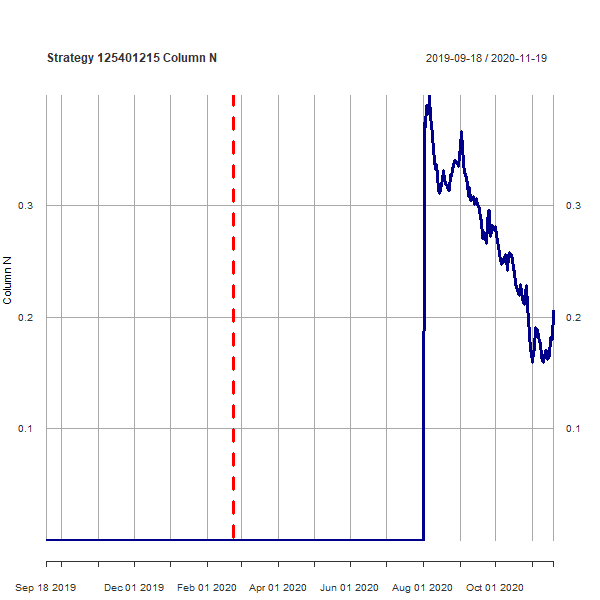 Strategy 125401215 Column N
2019-09-18 / 2020-11-19
Column N
0.3
0.3
0.2
0.2
0.1
0.1
Sep 18 2019
Dec 01 2019
Feb 01 2020
Apr 01 2020
Jun 01 2020
Aug 01 2020
Oct 01 2020